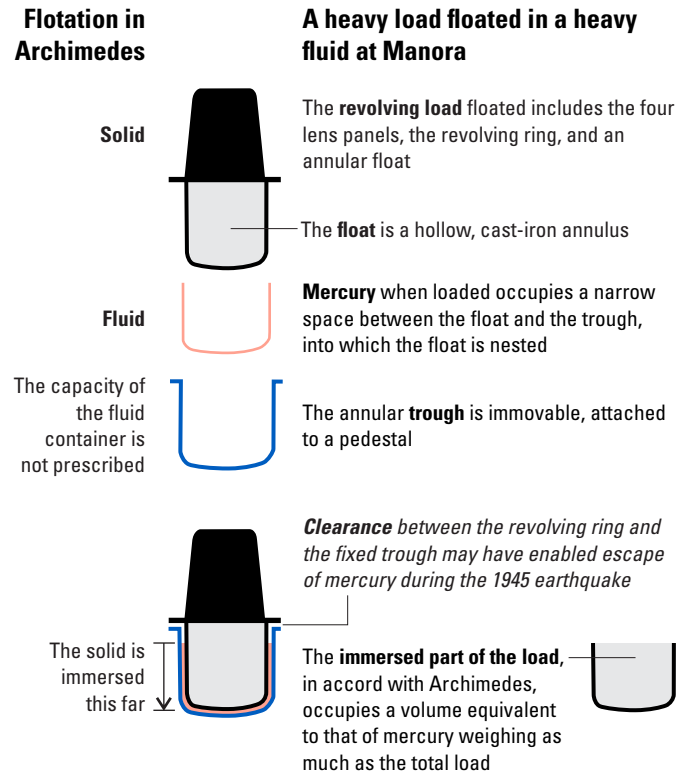 Flotation in
Archimedes
A heavy load floated in a heavy
fluid at Manora
Solid
The revolving load floated includes the four
lens panels, the revolving ring, and an
annular float
The float is a hollow, cast-iron annulus
Fluid
Mercury when loaded occupies a narrow
space between the float and the trough,
into which the float is nested
The capacity of
the fluid
container is
not prescribed
The annular trough is immovable, attached
to a pedestal
Clearance between the revolving ring and
the fixed trough may have enabled escape
of mercury during the 1945 earthquake
The solid is
immersed
this far
The immersed part of the load,
in accord with Archimedes,
occupies a volume equivalent
to that of mercury weighing as
much as the total load